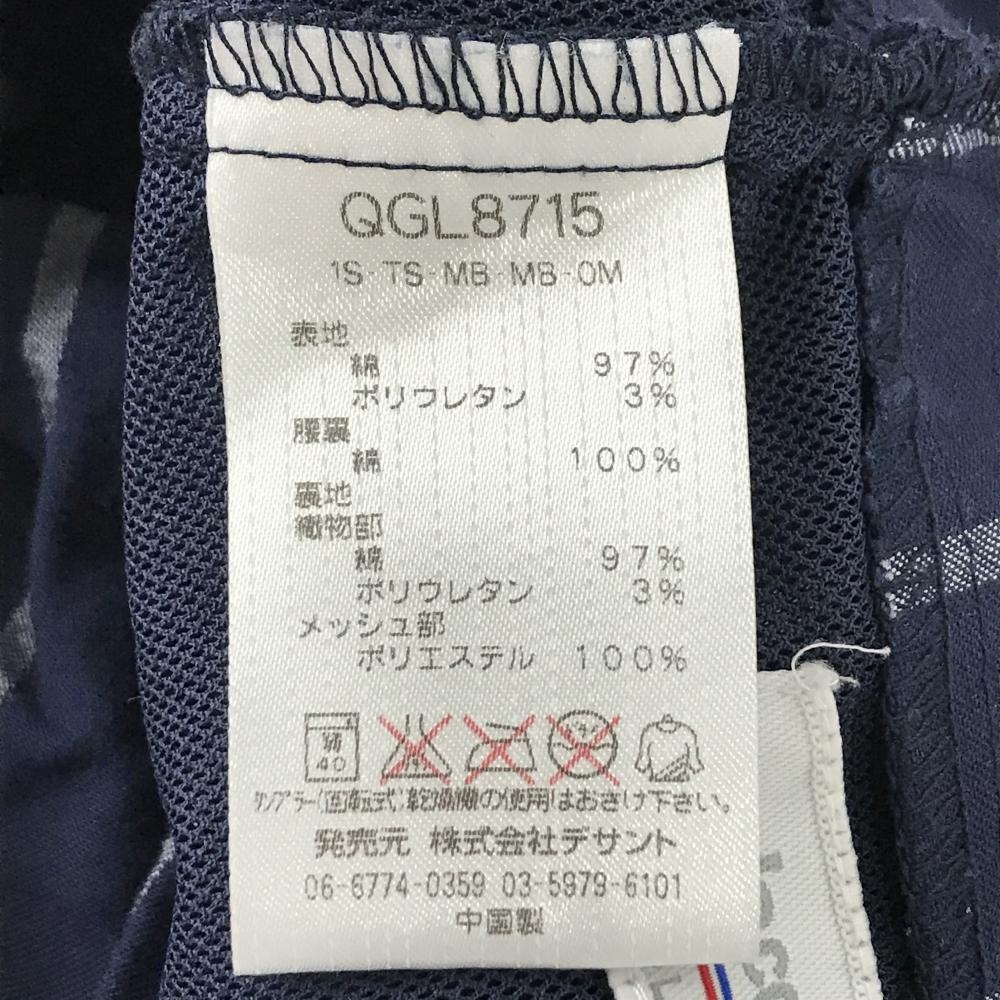 QGL8715
1S-TS-MB-MB-0M
表地
綿 97%
ポリウレタン 3%
腰裏
綿 100%
裏地
織物部
綿 97%
ポリウレタン 3%
メッシュ部
ポリエステル 100%
40
タンブラー(回転式)乾燥機の使用はおさけ下さい。
発売元 株式会社デサント
06-6774-0359 03-5979-6101
中国製